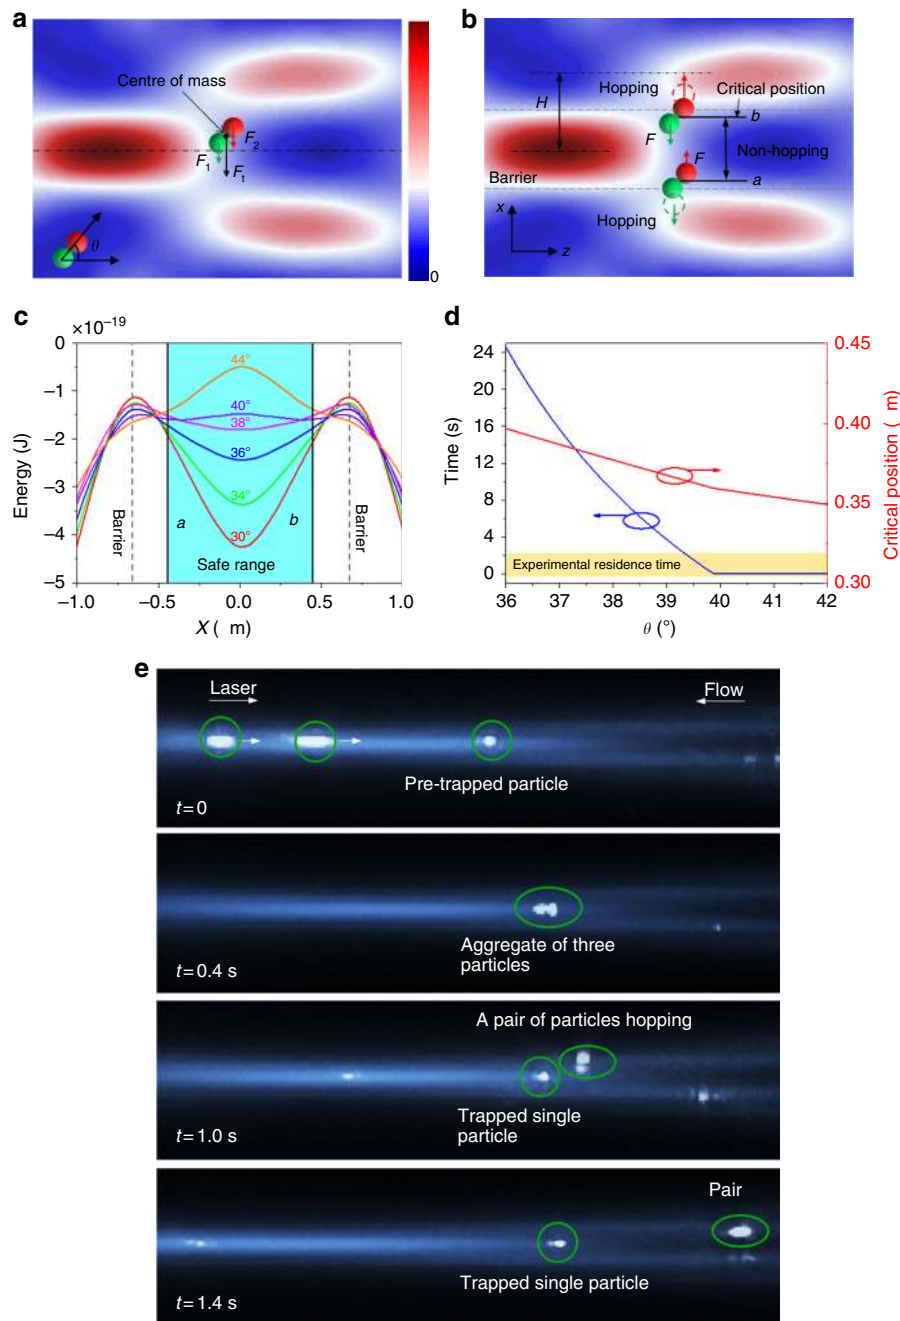 a
Centre of mass
F1
F2
Ft
θ
0
b
H
Hopping
Critical position
b
F
Non-hopping
F
a
Barrier
x
z
Hopping
c
×10−19
0
−1
−2
−3
−4
−5
Energy (J)
44°
40°
38°
36°
34°
30°
Barrier
a
b
Barrier
Safe range
−1.0
−0.5
0.0
0.5
1.0
X ( m)
d
24
20
16
12
8
4
0
Time (s)
0.45
0.40
0.35
0.30
Critical position ( m)
Experimental residence time
36
37
38
39
40
41
42
θ (°)
e
Laser
Flow
Pre-trapped particle
t=0
Aggregate of three
particles
t=0.4 s
A pair of particles hopping
Trapped single
particle
t=1.0 s
Pair
Trapped single particle
t=1.4 s